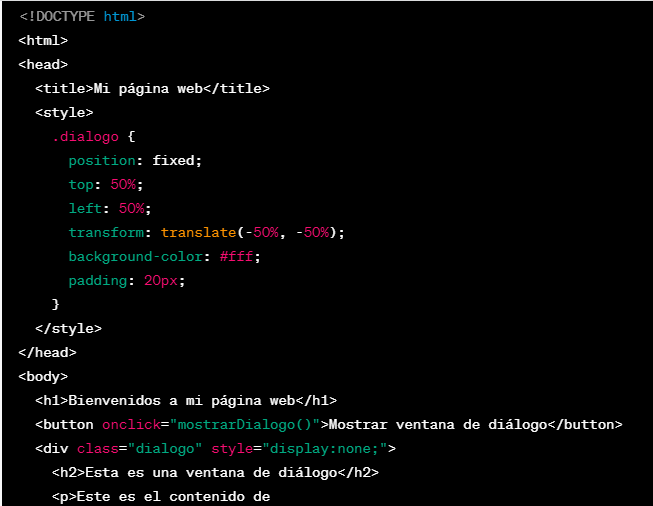 <!DOCTYPE html>
<html>
<head>
  <title>Mi página web</title>
  <style>
    .dialogo {
      position: fixed;
      top: 50%;
      left: 50%;
      transform: translate(-50%, -50%);
      background-color: #fff;
      padding: 20px;
    }
  </style>
</head>
<body>
  <h1>Bienvenidos a mi página web</h1>
  <button onclick="mostrarDialogo()">Mostrar ventana de diálogo</button>
  <div class="dialogo" style="display:none;">
    <h2>Esta es una ventana de diálogo</h2>
    <p>Este es el contenido de